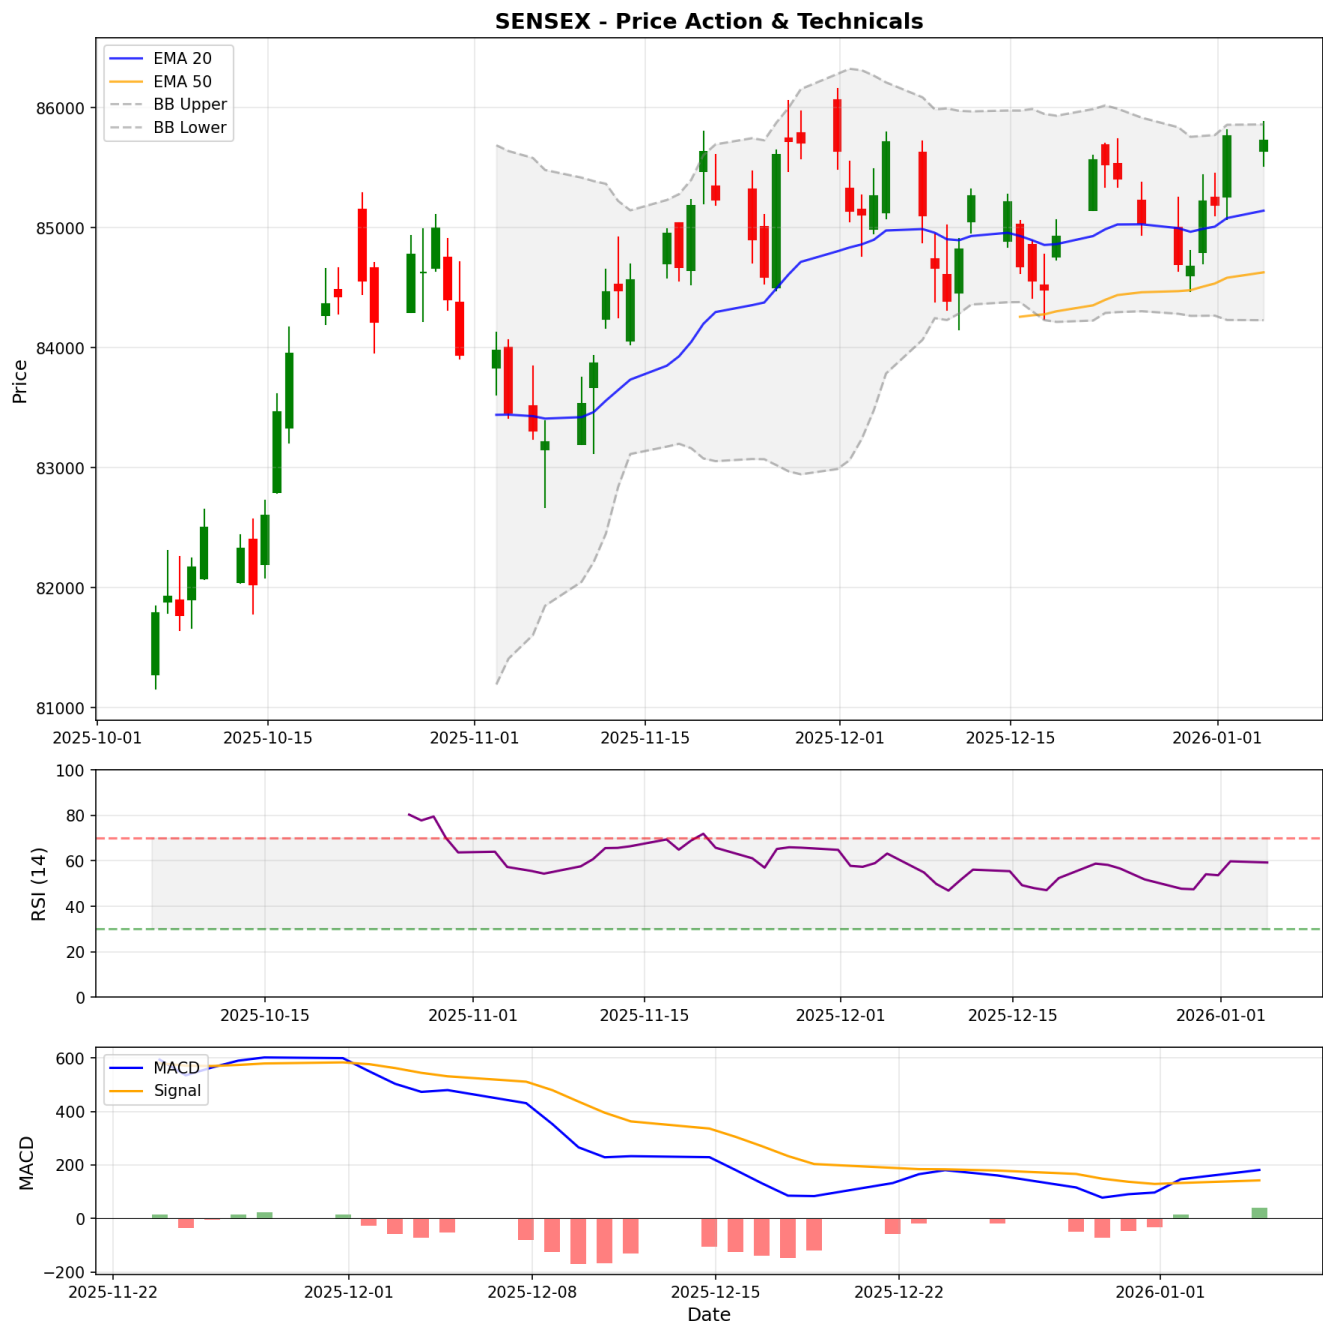 SENSEX - Price Action & Technicals
EMA 20
EMA 50
BB Upper
BB Lower
86000
85000
84000
83000
82000
81000
Price
2025-10-01 2025-10-15 2025-11-01 2025-11-15 2025-12-01 2025-12-15 2026-01-01
100
80
60
40
20
0
RSI (14)
2025-10-15 2025-11-01 2025-11-15 2025-12-01 2025-12-15 2026-01-01
MACD
Signal
600
400
200
0
−200
MACD
2025-11-22 2025-12-01 2025-12-08 2025-12-15 2025-12-22 2026-01-01
Date